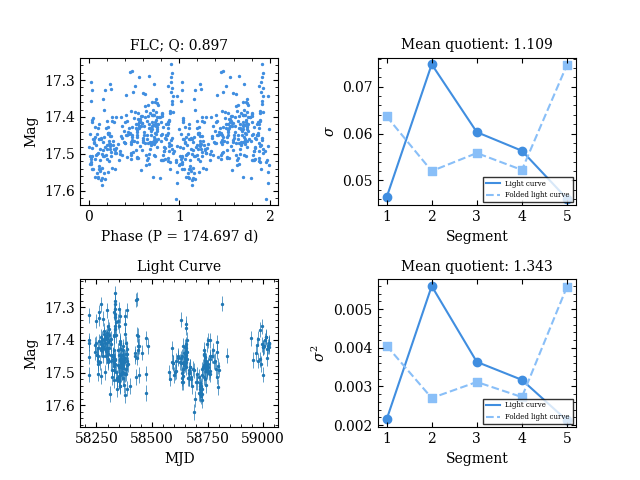 FLC; Q: 0.897
Mag
17.3
17.4
17.5
17.6
0
1
2
Phase (P = 174.697 d)
Mean quotient: 1.109
σ
0.07
0.06
0.05
Light curve
Folded light curve
1
2
3
4
5
Segment
Light Curve
Mag
17.3
17.4
17.5
17.6
58250
58500
58750
59000
MJD
Mean quotient: 1.343
σ²
0.005
0.004
0.003
0.002
Light curve
Folded light curve
1
2
3
4
5
Segment